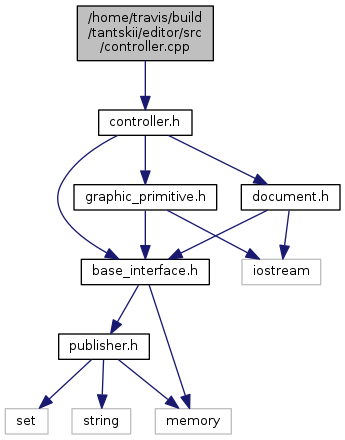 /home/travis/build
/tantskii/editor/src
/controller.cpp
controller.h
graphic_primitive.h
document.h
base_interface.h
iostream
publisher.h
set
string
memory